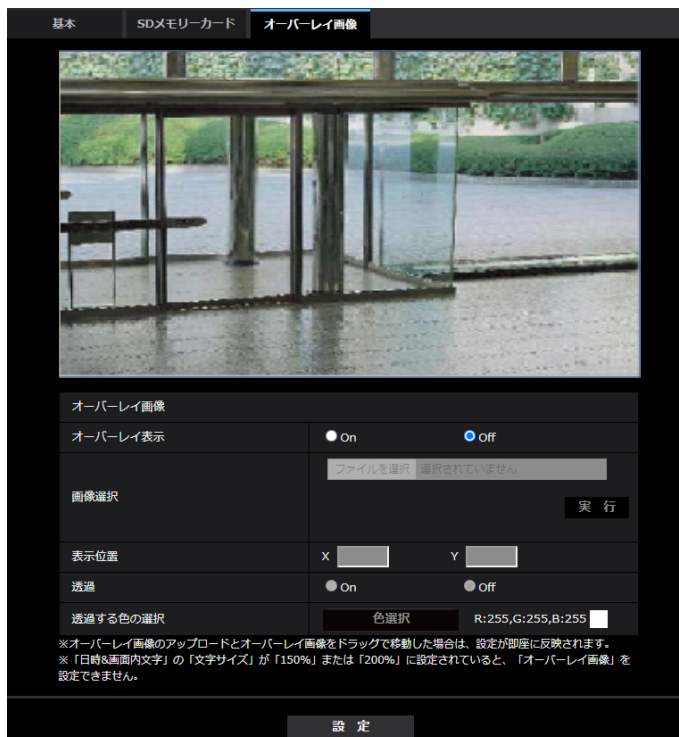 基本 SDメモリーカード オーバーレイ画像
オーバーレイ画像
オーバーレイ表示 On Off
ファイルを選択 選択されていません
画像選択
実 行
表示位置 X Y
透過 On Off
透過する色の選択 色選択 R:255,G:255,B:255
※オーバーレイ画像のアップロードとオーバーレイ画像をドラッグで移動した場合は、設定が即座に反映されます。
※「日時&画面内文字」の「文字サイズ」が「150%」または「200%」に設定されていると、「オーバーレイ画像」を
設定できません。
設 定